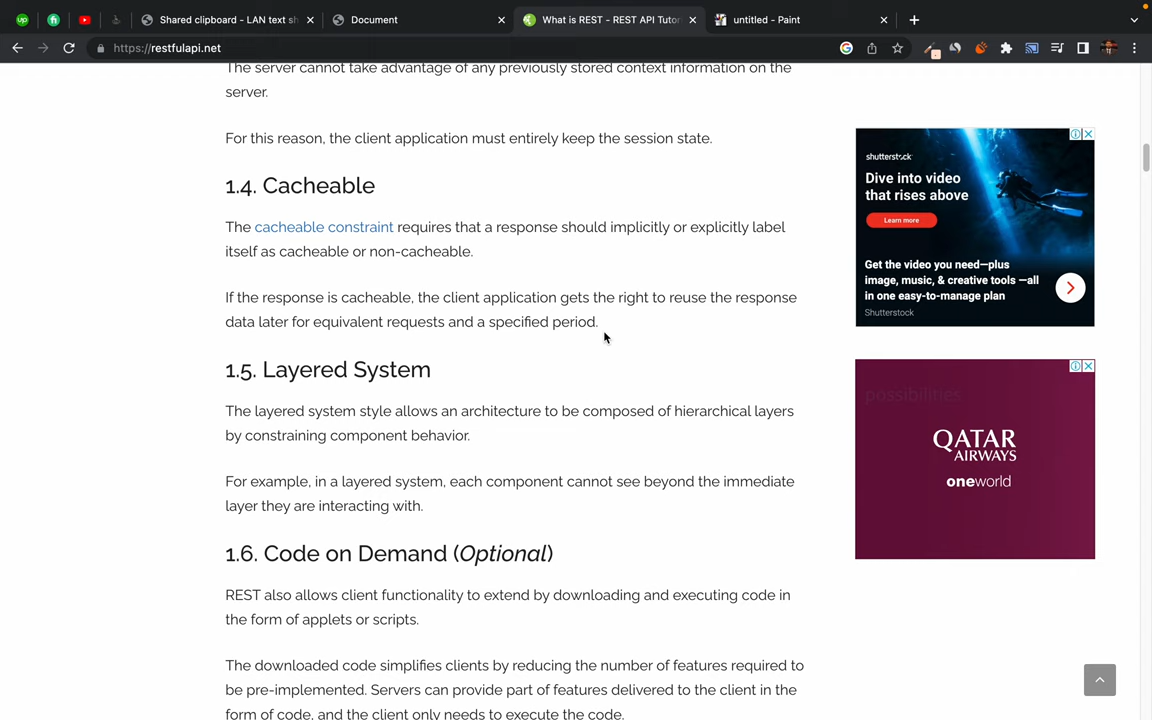 Shared clipboard - LAN text sh
Document
What is REST - REST API Tutor
untitled - Paint
https://restfulapi.net
The server cannot take advantage of any previously stored context information on the
server.
For this reason, the client application must entirely keep the session state.
1.4. Cacheable
The cacheable constraint requires that a response should implicitly or explicitly label
itself as cacheable or non-cacheable.
If the response is cacheable, the client application gets the right to reuse the response
data later for equivalent requests and a specified period.
1.5. Layered System
The layered system style allows an architecture to be composed of hierarchical layers
by constraining component behavior.
For example, in a layered system, each component cannot see beyond the immediate
layer they are interacting with.
1.6. Code on Demand (Optional)
REST also allows client functionality to extend by downloading and executing code in
the form of applets or scripts.
The downloaded code simplifies clients by reducing the number of features required to
be pre-implemented. Servers can provide part of features delivered to the client in the
form of code, and the client only needs to execute the code.
shutterstock
Dive into video
that rises above
Learn more
Get the video you need—plus
image, music, & creative tools —all
in one easy-to-manage plan
Shutterstock
possibilities
QATAR
AIRWAYS
oneworld